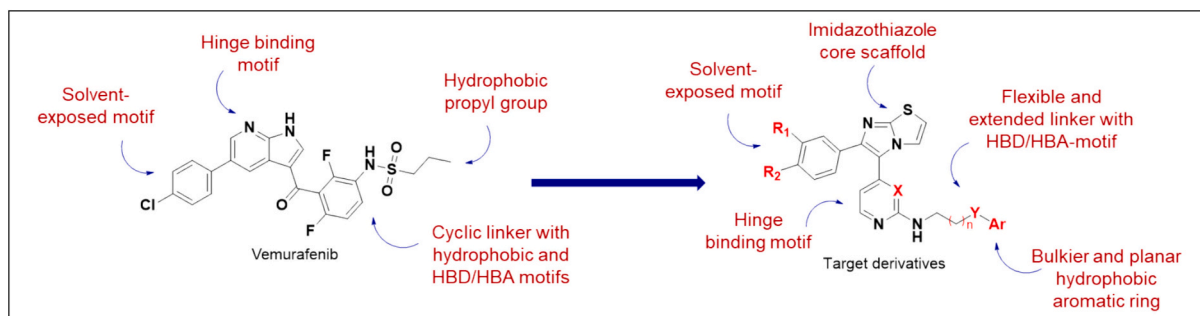 Hinge binding
motif
Solvent-
exposed motif
Hydrophobic
propyl group
N
H
N
Cl
O
F
F
H
N
S
O
O
Vemurafenib
Cyclic linker with
hydrophobic and
HBD/HBA motifs
Imidazothiazole
core scaffold
Solvent-
exposed motif
Flexible and
extended linker with
HBD/HBA-motif
S
N
N
R1
R2
X
N
NH
( )n
Y
Ar
Hinge
binding motif
Target derivatives
Bulkier and planar
hydrophobic
aromatic ring